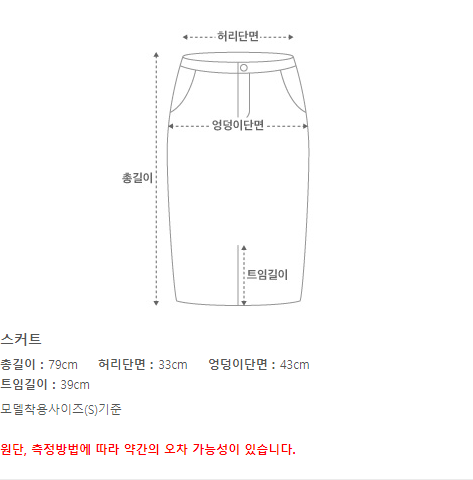 허리단면
엉덩이단면
총길이
트임길이
스커트
총길이 : 79cm 허리단면 : 33cm 엉덩이단면 : 43cm
트임길이 : 39cm
모델착용사이즈(S)기준
원단, 측정방법에 따라 약간의 오차 가능성이 있습니다.